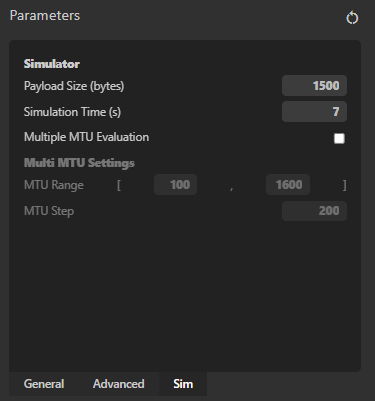 Parameters
Simulator
Payload Size (bytes) 1500
Simulation Time (s) 7
Multiple MTU Evaluation
Multi MTU Settings
MTU Range [ 100 , 1600 ]
MTU Step 200
General Advanced Sim